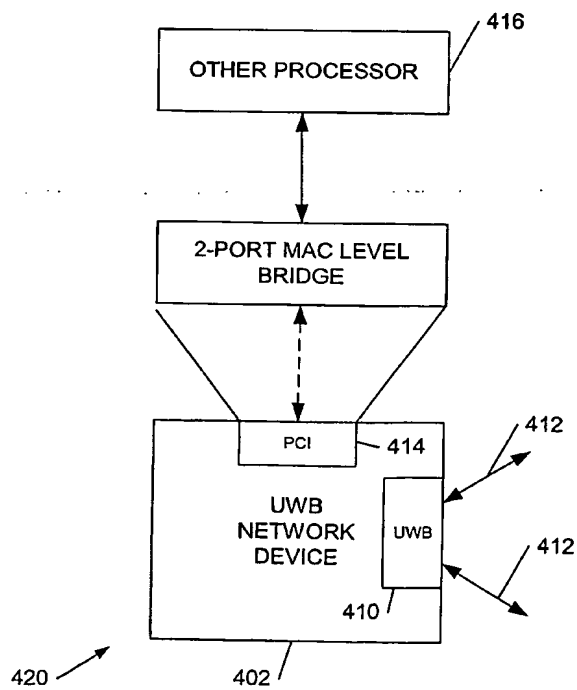 416
OTHER PROCESSOR
2-PORT MAC LEVEL
BRIDGE
PCI
414
412
UWB
NETWORK
DEVICE
UWB
412
410
420
402